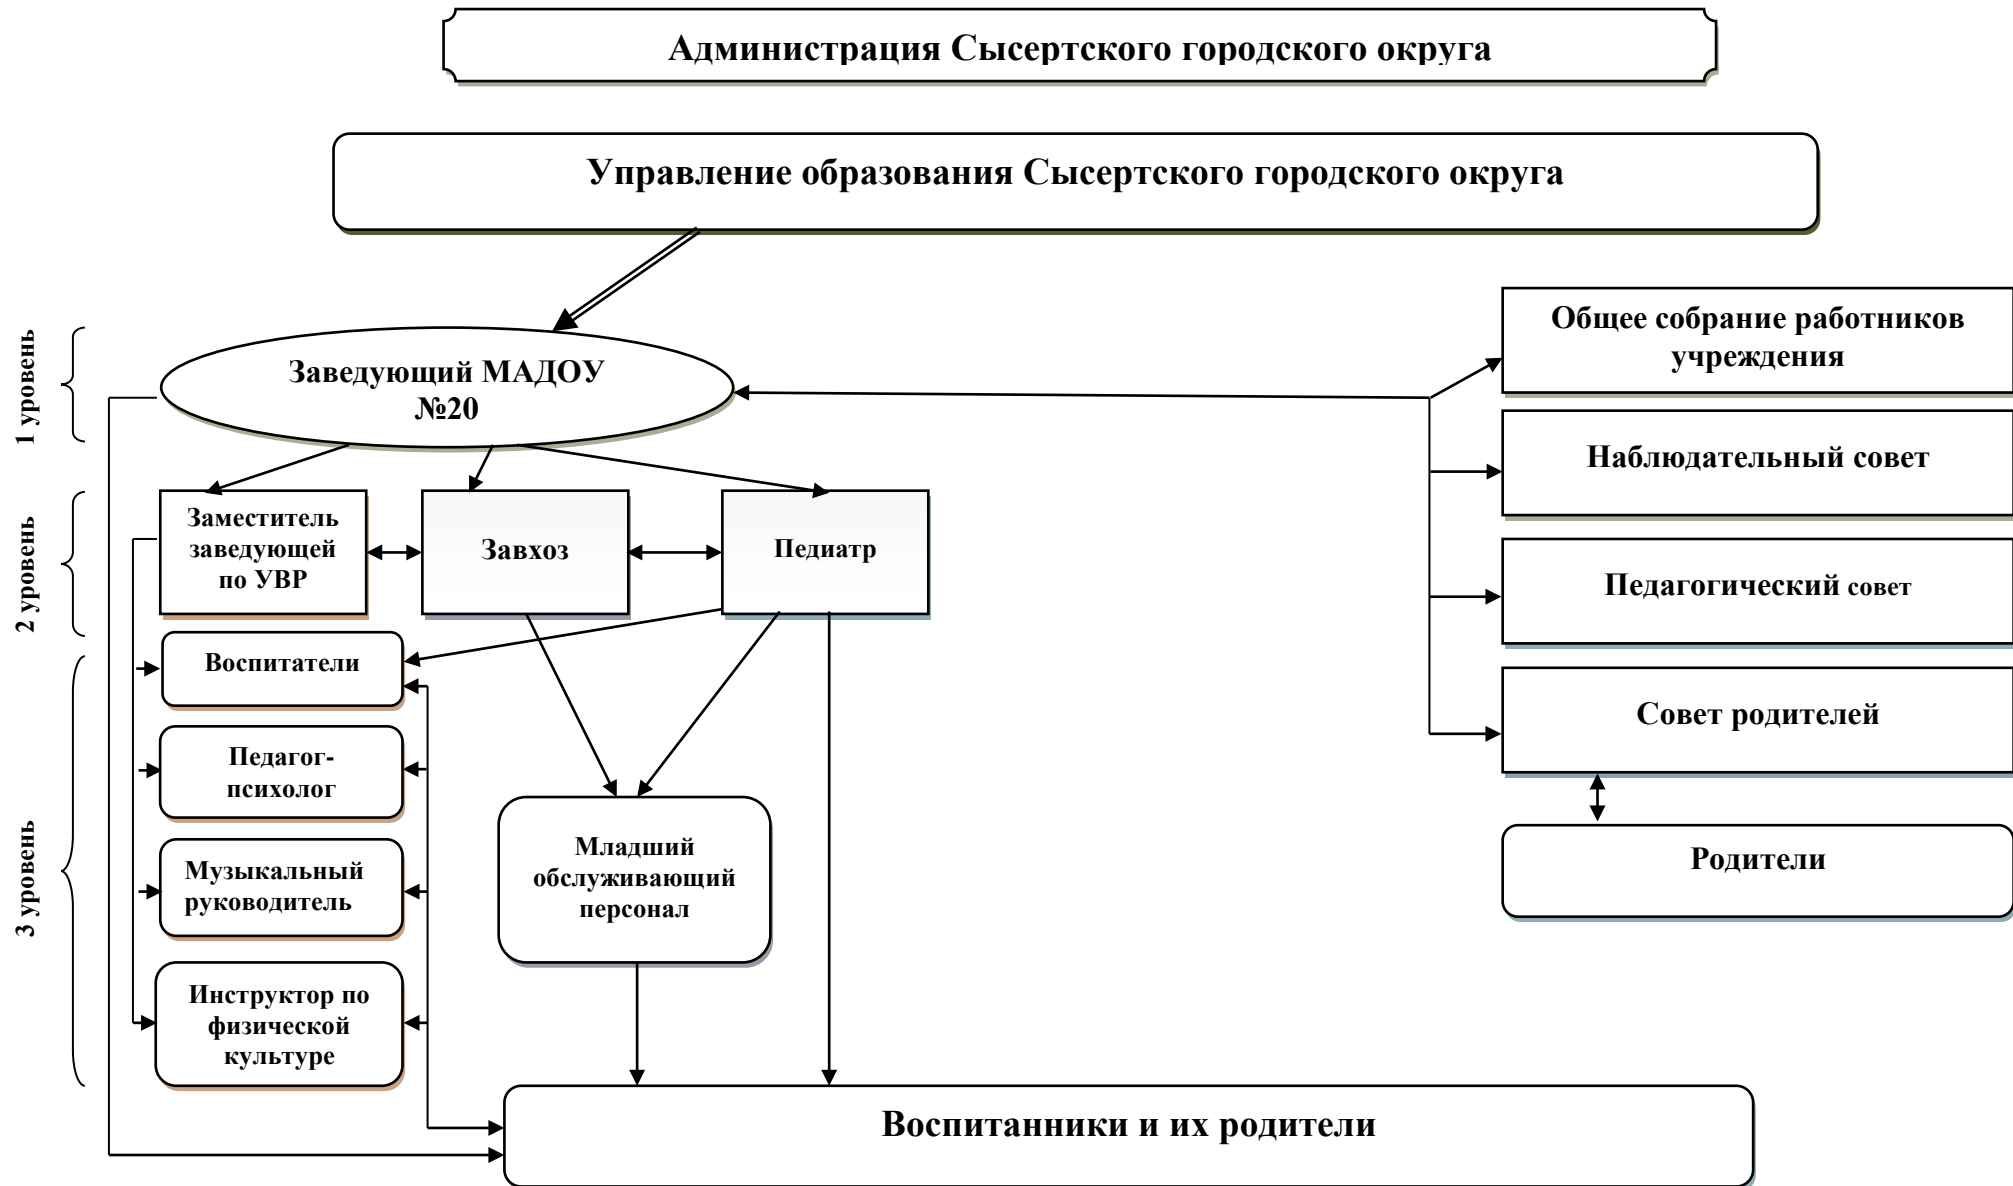 Администрация Сысертского городского округа
Управление образования Сысертского городского округа
1 уровень
Заведующий МАДОУ
№20
Общее собрание работников
учреждения
Наблюдательный совет
Педагогический совет
Совет родителей
Родители
2 уровень
Заместитель
заведующей
по УВР
Завхоз
Педиатр
3 уровень
Воспитатели
Педагог-
психолог
Музыкальный
руководитель
Инструктор по
физической
культуре
Младший
обслуживающий
персонал
Воспитанники и их родители